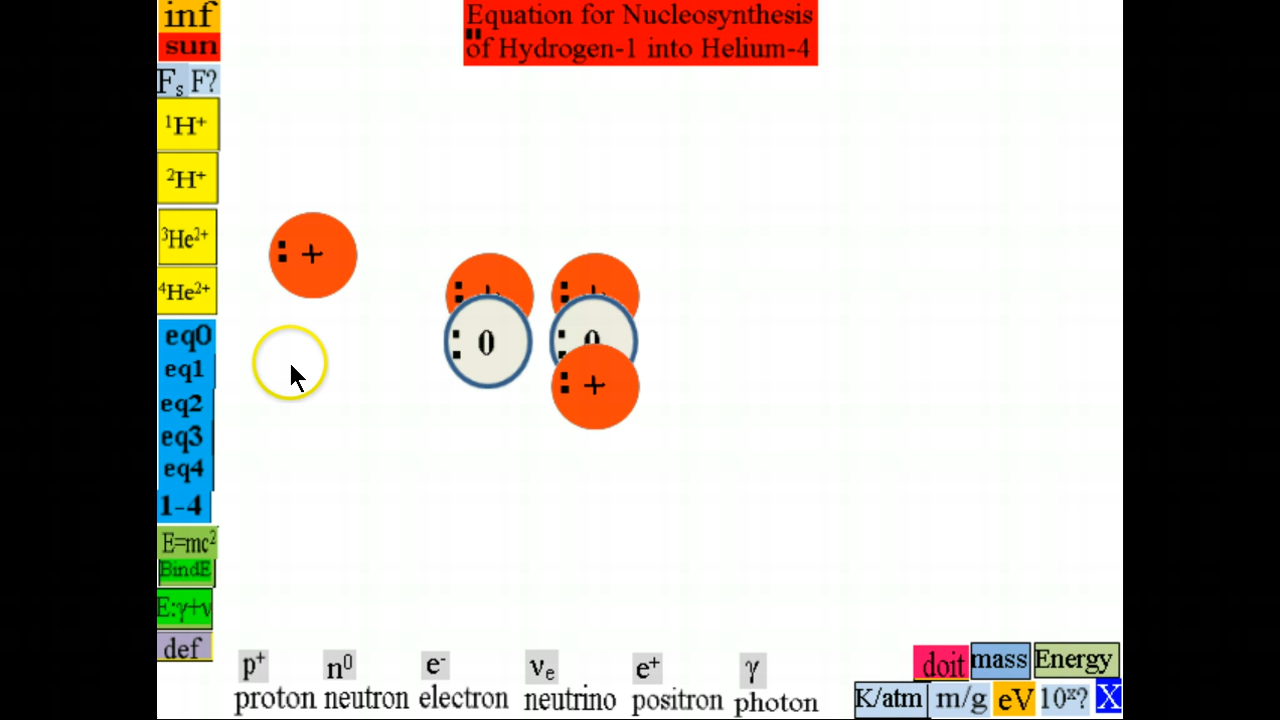 inf
Equation for Nucleosynthesis
of Hydrogen-1 into Helium-4
sun
Fs F?
¹H⁺
²H⁺
³He²⁺
⁴He²⁺
+
0
0
+
eq0
eq1
eq2
eq3
eq4
1-4
E=mc²
BindE
E:γ+ν
def
p⁺ n⁰ e⁻ νe e⁺ γ
proton neutron electron neutrino positron photon
doit mass Energy
K/atm m/g eV 10ˣ? X